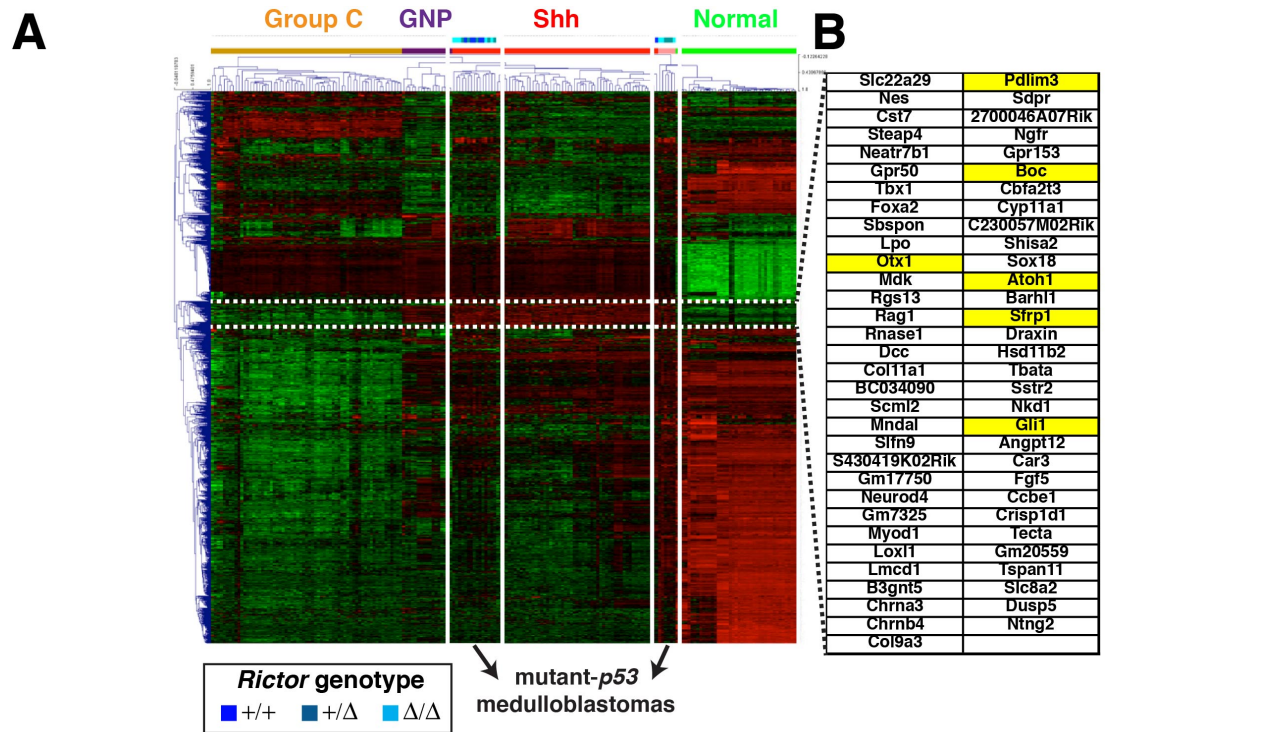 A
Group C GNP Shh Normal
B
Slc22a29 Pdlim3
Nes Sdpr
Cst7 2700046A07Rik
Steap4 Ngfr
Neatr7b1 Gpr153
Gpr50 Boc
Tbx1 Cbfa2t3
Foxa2 Cyp11a1
Sbspon C230057M02Rik
Lpo Shisa2
Otx1 Sox18
Mdk Atoh1
Rgs13 Barhl1
Rag1 Sfrp1
Rnase1 Draxin
Dcc Hsd11b2
Col11a1 Tbata
BC034090 Sstr2
Scml2 Nkd1
Mndal Gli1
Slfn9 Angpt12
S430419K02Rik Car3
Gm17750 Fgf5
Neurod4 Ccbe1
Gm7325 Crisp1d1
Myod1 Tecta
Loxl1 Gm20559
Lmcd1 Tspan11
B3gnt5 Slc8a2
Chrna3 Dusp5
Chrnb4 Ntng2
Col9a3
Rictor genotype
+/+ +/Δ Δ/Δ
mutant-p53
medulloblastomas